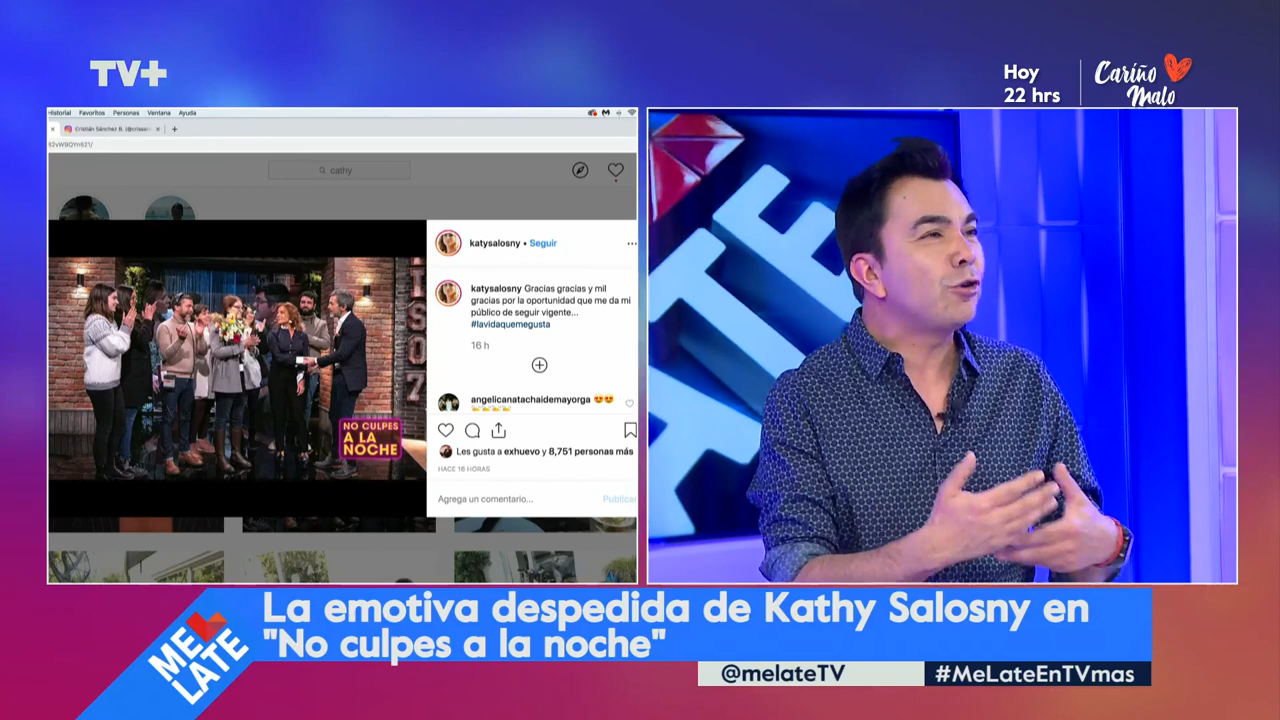 TV+
Hoy
22 hrs
Cariño
Malo
Historial Favoritos Personas Ventana Ayuda
Cristián Sánchez B.
cathy
katysalosny • Seguir
katysalosny Gracias gracias y mil
gracias por la oportunidad que me da mi
público de seguir vigente...
#lavidaquemegusta
16 h
angelicanatachaidemayorga 😍😍
Les gusta a exhuevo y 8,751 personas más
HACE 16 HORAS
Agrega un comentario...
Publicar
NO CULPES
A LA
NOCHE
ATE
ME
LATE
La emotiva despedida de Kathy Salosny en
"No culpes a la noche"
@melateTV
#MeLateEnTVmas